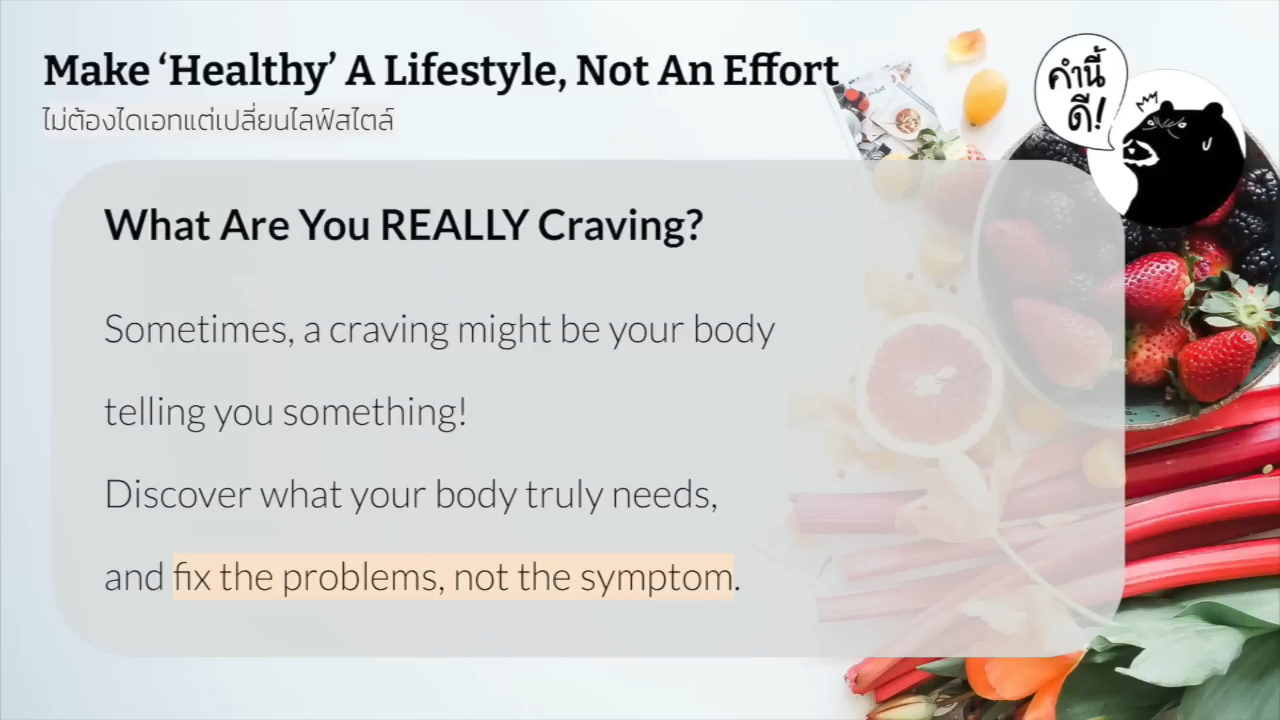 Make ‘Healthy’ A Lifestyle, Not An Effort
ไม่ต้องไดเอทแต่เปลี่ยนไลฟ์สไตล์
คำนี้
ดี!
What Are You REALLY Craving?
Sometimes, a craving might be your body
telling you something!
Discover what your body truly needs,
and fix the problems, not the symptom.